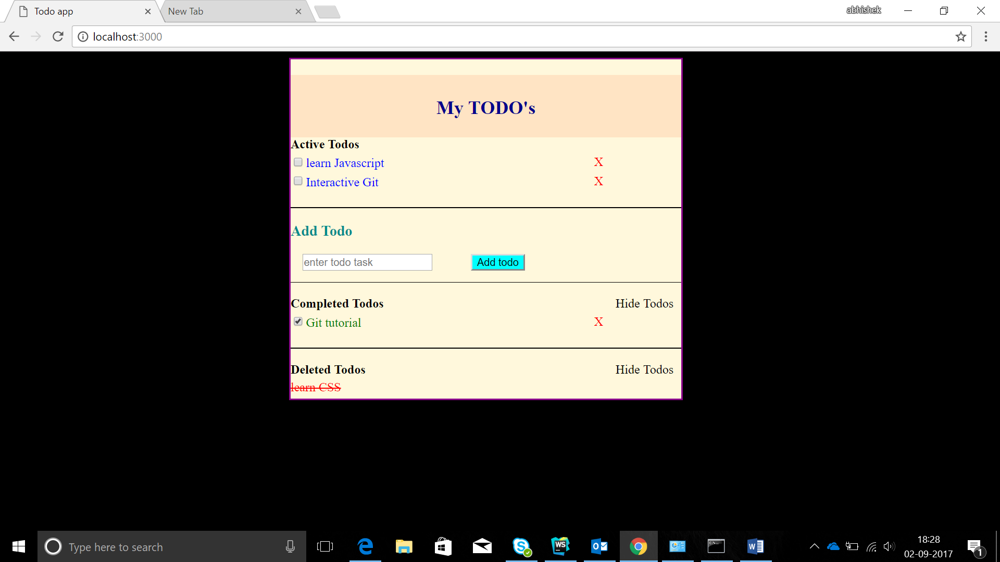 Todo app
New Tab
abhishek
localhost:3000
My TODO's
Active Todos
learn Javascript X
Interactive Git X
Add Todo
enter todo task Add todo
Completed Todos Hide Todos
Git tutorial X
Deleted Todos Hide Todos
learn CSS
Type here to search
18:28
02-09-2017
1